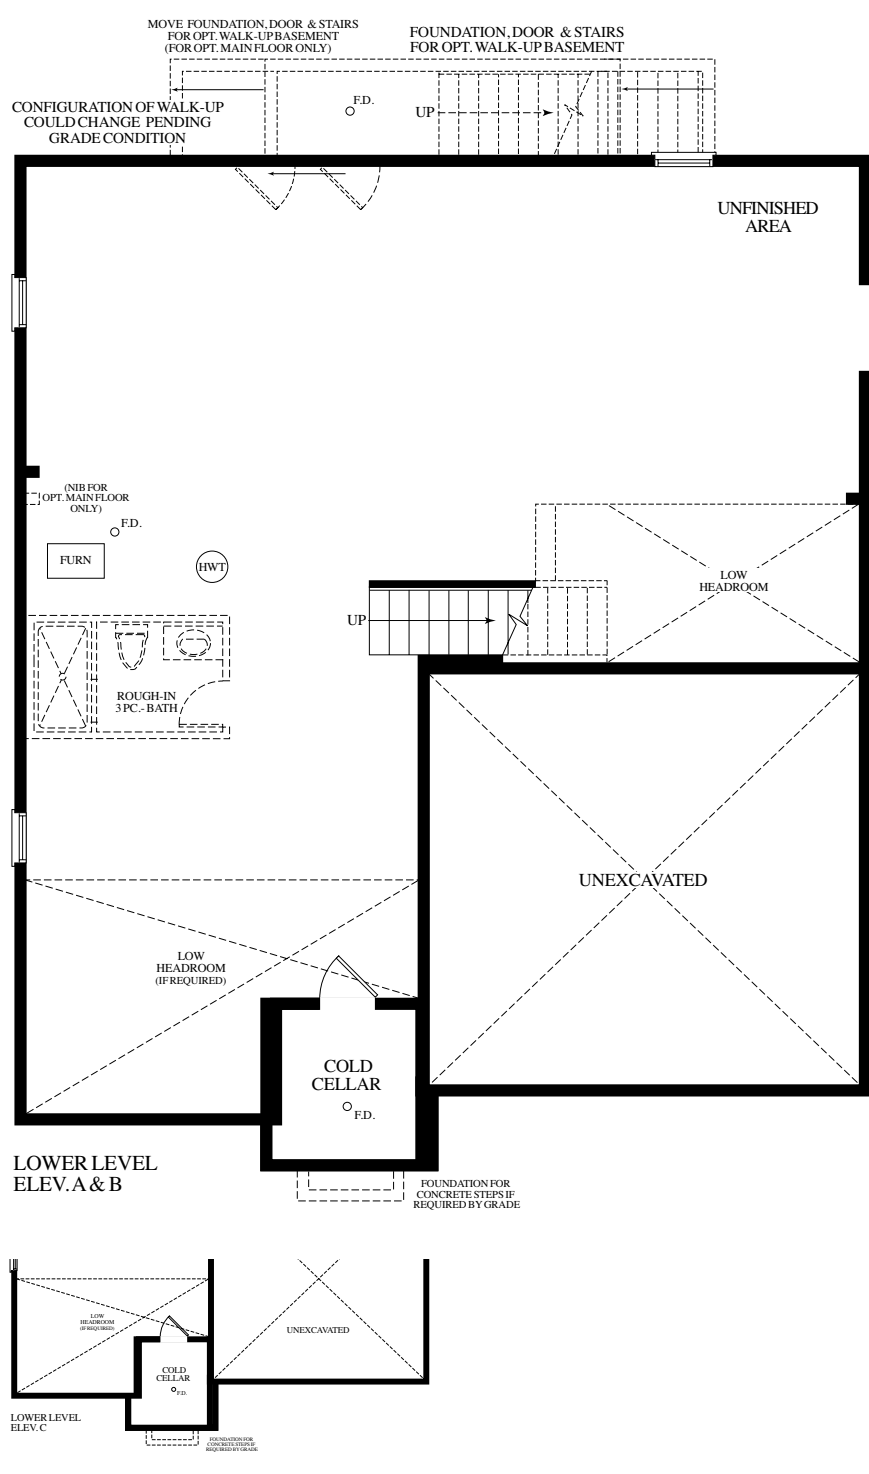 MOVE FOUNDATION, DOOR & STAIRS
FOR OPT. WALK-UP BASEMENT
(FOR OPT. MAIN FLOOR ONLY)
FOUNDATION, DOOR & STAIRS
FOR OPT. WALK-UP BASEMENT
CONFIGURATION OF WALK-UP
COULD CHANGE PENDING
GRADE CONDITION
F.D.
UP
UNFINISHED
AREA
(NIB FOR
OPT. MAIN FLOOR
ONLY)
F.D.
FURN
HWT
LOW
HEADROOM
UP
ROUGH-IN
3 PC. - BATH
UNEXCAVATED
LOW
HEADROOM
(IF REQUIRED)
COLD
CELLAR
F.D.
LOWER LEVEL
ELEV. A & B
FOUNDATION FOR
CONCRETE STEPS IF
REQUIRED BY GRADE
LOW
HEADROOM
(IF REQUIRED)
UNEXCAVATED
COLD
CELLAR
F.D.
LOWER LEVEL
ELEV. C
FOUNDATION FOR
CONCRETE STEPS IF
REQUIRED BY GRADE